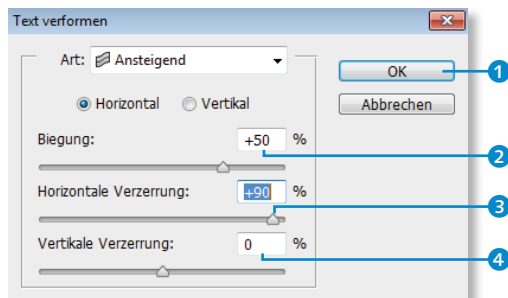 Text verformen
Art: Ansteigend
OK
1
Horizontal Vertikal
Abbrechen
Biegung: +50 %
2
Horizontale Verzerrung: +90 %
3
Vertikale Verzerrung: 0 %
4